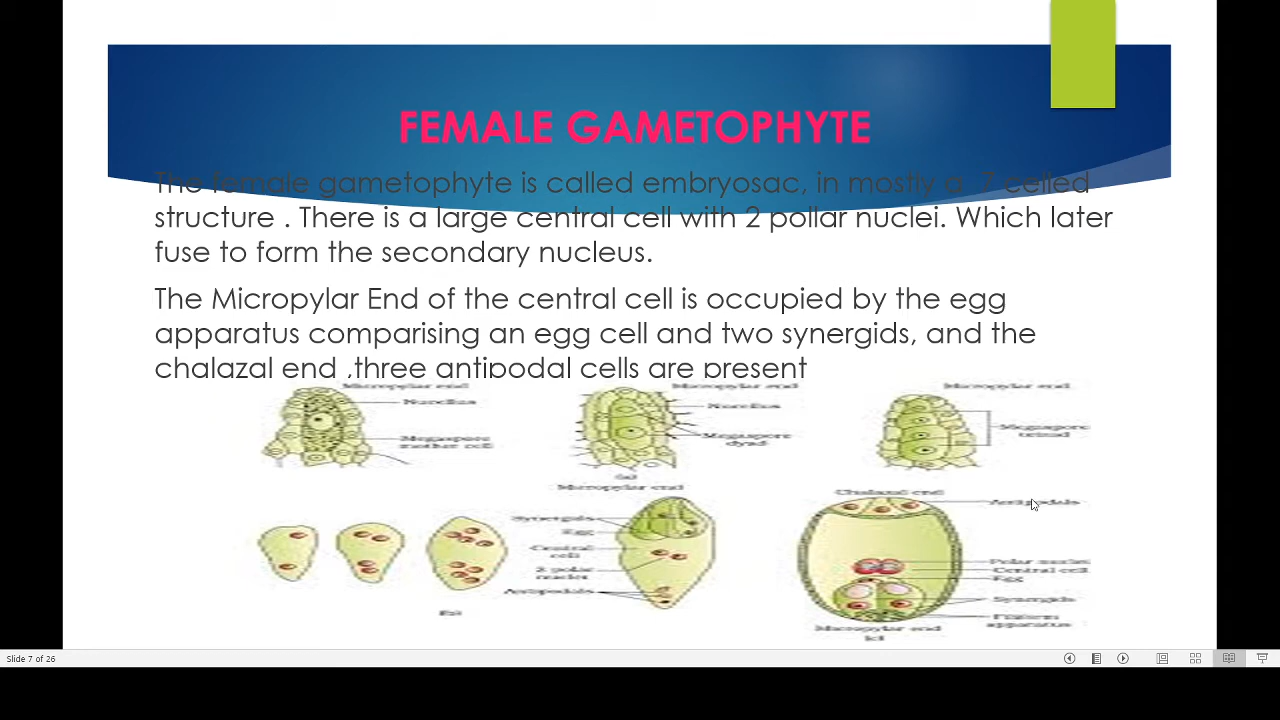 FEMALE GAMETOPHYTE
The female gametophyte is called embryosac, in mostly a 7 celled
structure . There is a large central cell with 2 pollar nuclei. Which later
fuse to form the secondary nucleus.
The Micropylar End of the central cell is occupied by the egg
apparatus comparising an egg cell and two synergids, and the
chalazal end ,three antipodal cells are present
Micropylar end
Nucellus
Megaspore
mother cell
Micropylar end
Nucellus
Megaspore
dyad
(a)
Micropylar end
Megaspore
tetrad
Micropylar end
Synergids
Egg
Central
cell
2 polar
nuclei
Antipodals
(b)
Chalazal end
Antipodals
Polar nuclei
Central cell
Egg
Synergids
Filiform
apparatus
Micropylar end
(c)
Slide 7 of 26